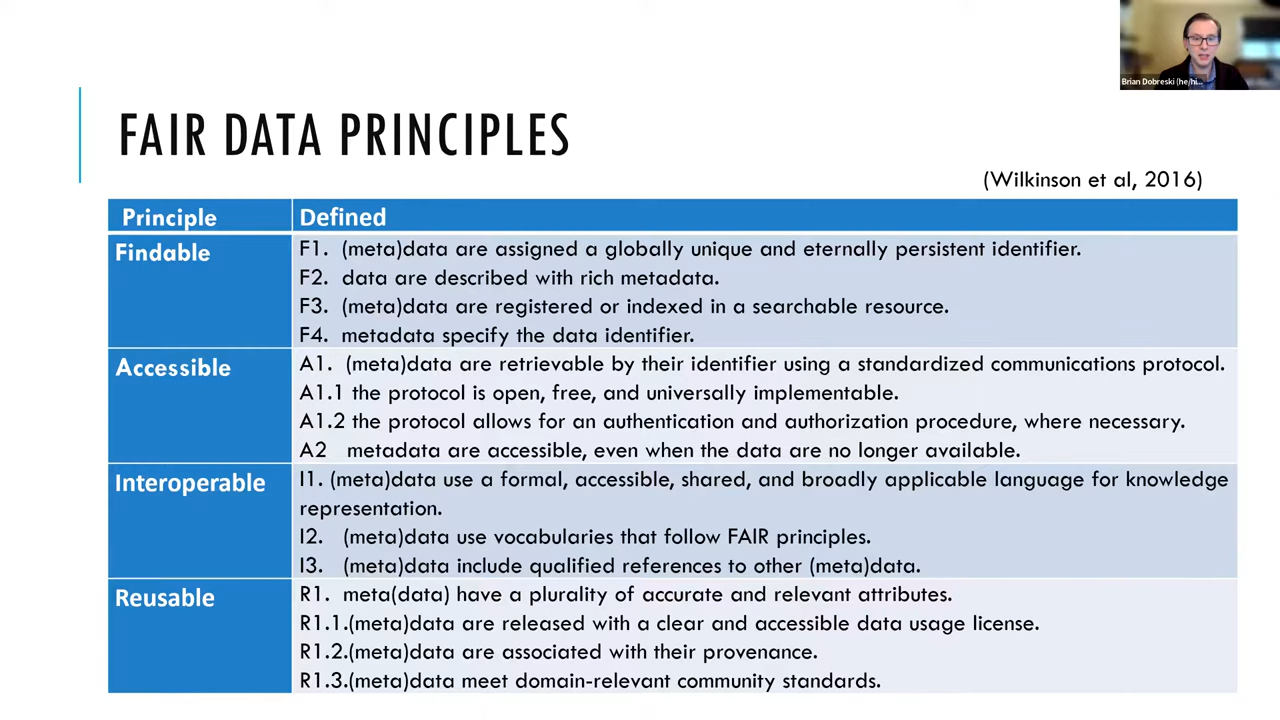 Brian Dobreski (he/hi...
FAIR DATA PRINCIPLES
(Wilkinson et al, 2016)
Principle Defined
Findable
F1. (meta)data are assigned a globally unique and eternally persistent identifier.
F2. data are described with rich metadata.
F3. (meta)data are registered or indexed in a searchable resource.
F4. metadata specify the data identifier.
Accessible
A1. (meta)data are retrievable by their identifier using a standardized communications protocol.
A1.1 the protocol is open, free, and universally implementable.
A1.2 the protocol allows for an authentication and authorization procedure, where necessary.
A2 metadata are accessible, even when the data are no longer available.
Interoperable
I1. (meta)data use a formal, accessible, shared, and broadly applicable language for knowledge
representation.
I2. (meta)data use vocabularies that follow FAIR principles.
I3. (meta)data include qualified references to other (meta)data.
Reusable
R1. meta(data) have a plurality of accurate and relevant attributes.
R1.1.(meta)data are released with a clear and accessible data usage license.
R1.2.(meta)data are associated with their provenance.
R1.3.(meta)data meet domain-relevant community standards.